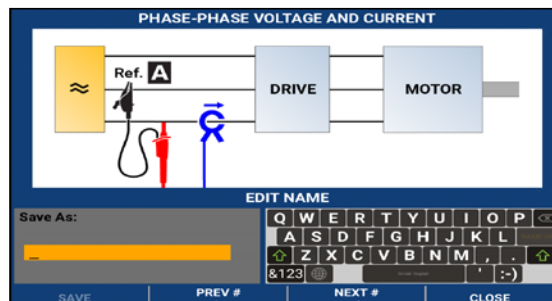 PHASE-PHASE VOLTAGE AND CURRENT
Ref. A
≈
DRIVE
MOTOR
EDIT NAME
Save As:
_
Q W E R T Y U I O P
A S D F G H J K L
Z X C V B N M , .
&123 ' :-)
SAVE PREV # NEXT # CLOSE